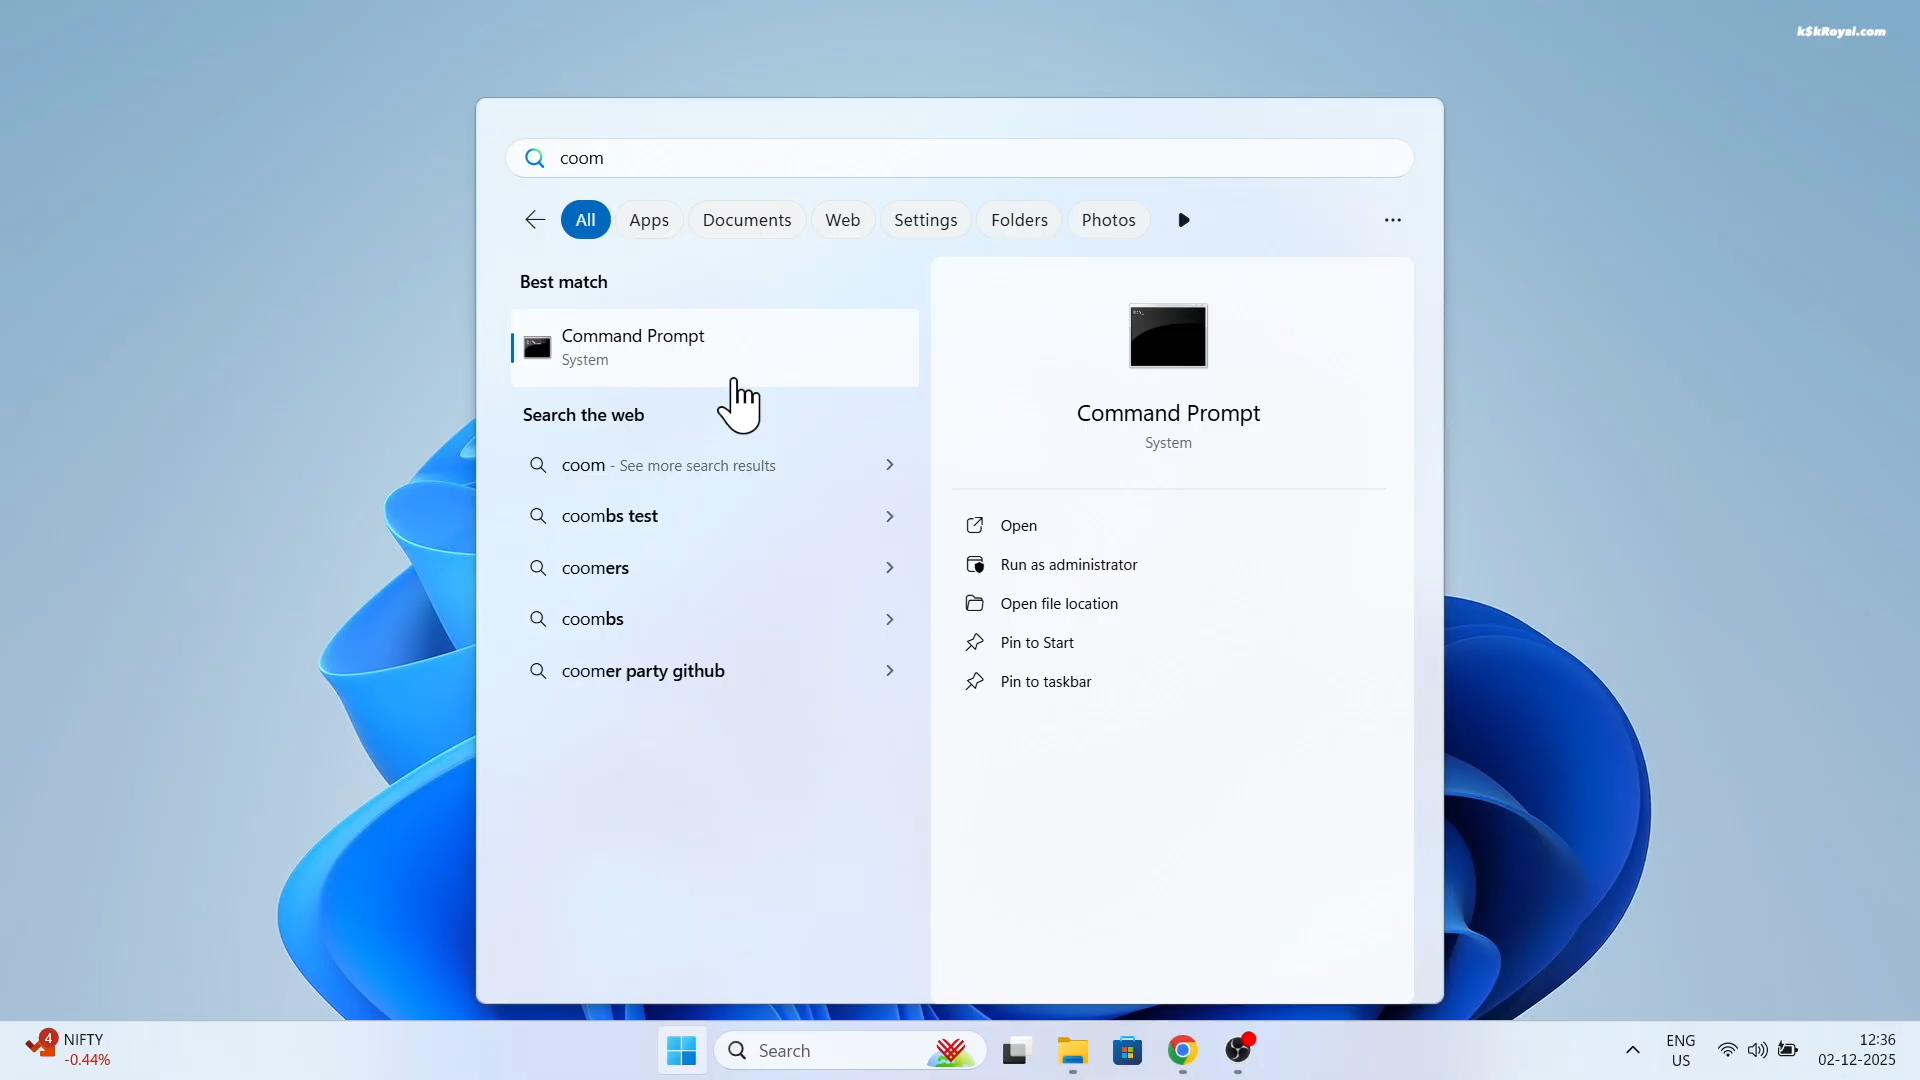 k$kRoyal.com
coom
All
Apps
Documents
Web
Settings
Folders
Photos
Best match
Command Prompt
System
Search the web
coom - See more search results
coombs test
coomers
coombs
coomer party github
Command Prompt
System
Open
Run as administrator
Open file location
Pin to Start
Pin to taskbar
4
NIFTY
-0.44%
Search
ENG
US
12:36
02-12-2025